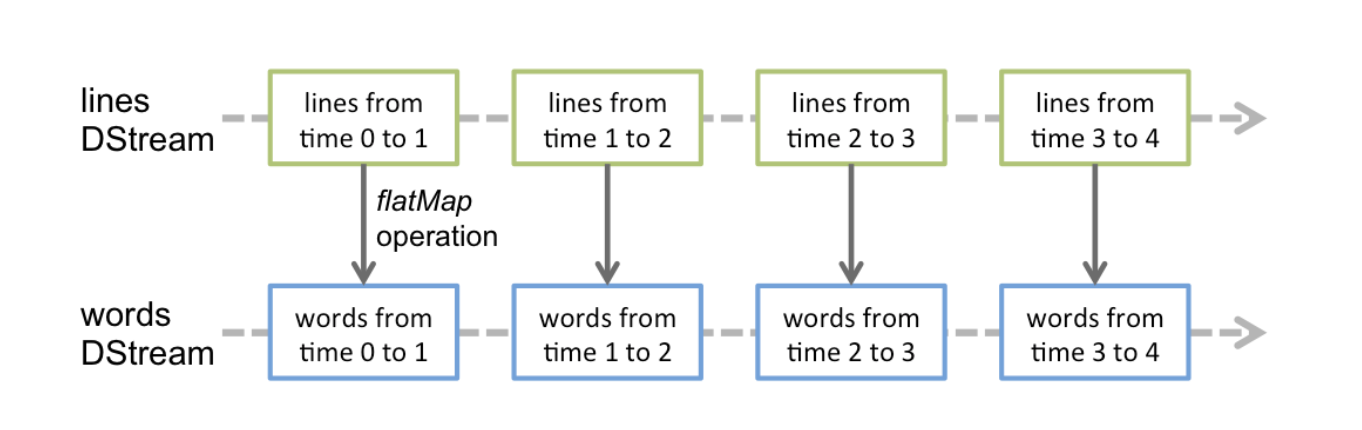 lines
DStream
lines from
time 0 to 1
lines from
time 1 to 2
lines from
time 2 to 3
lines from
time 3 to 4
flatMap
operation
words
DStream
words from
time 0 to 1
words from
time 1 to 2
words from
time 2 to 3
words from
time 3 to 4